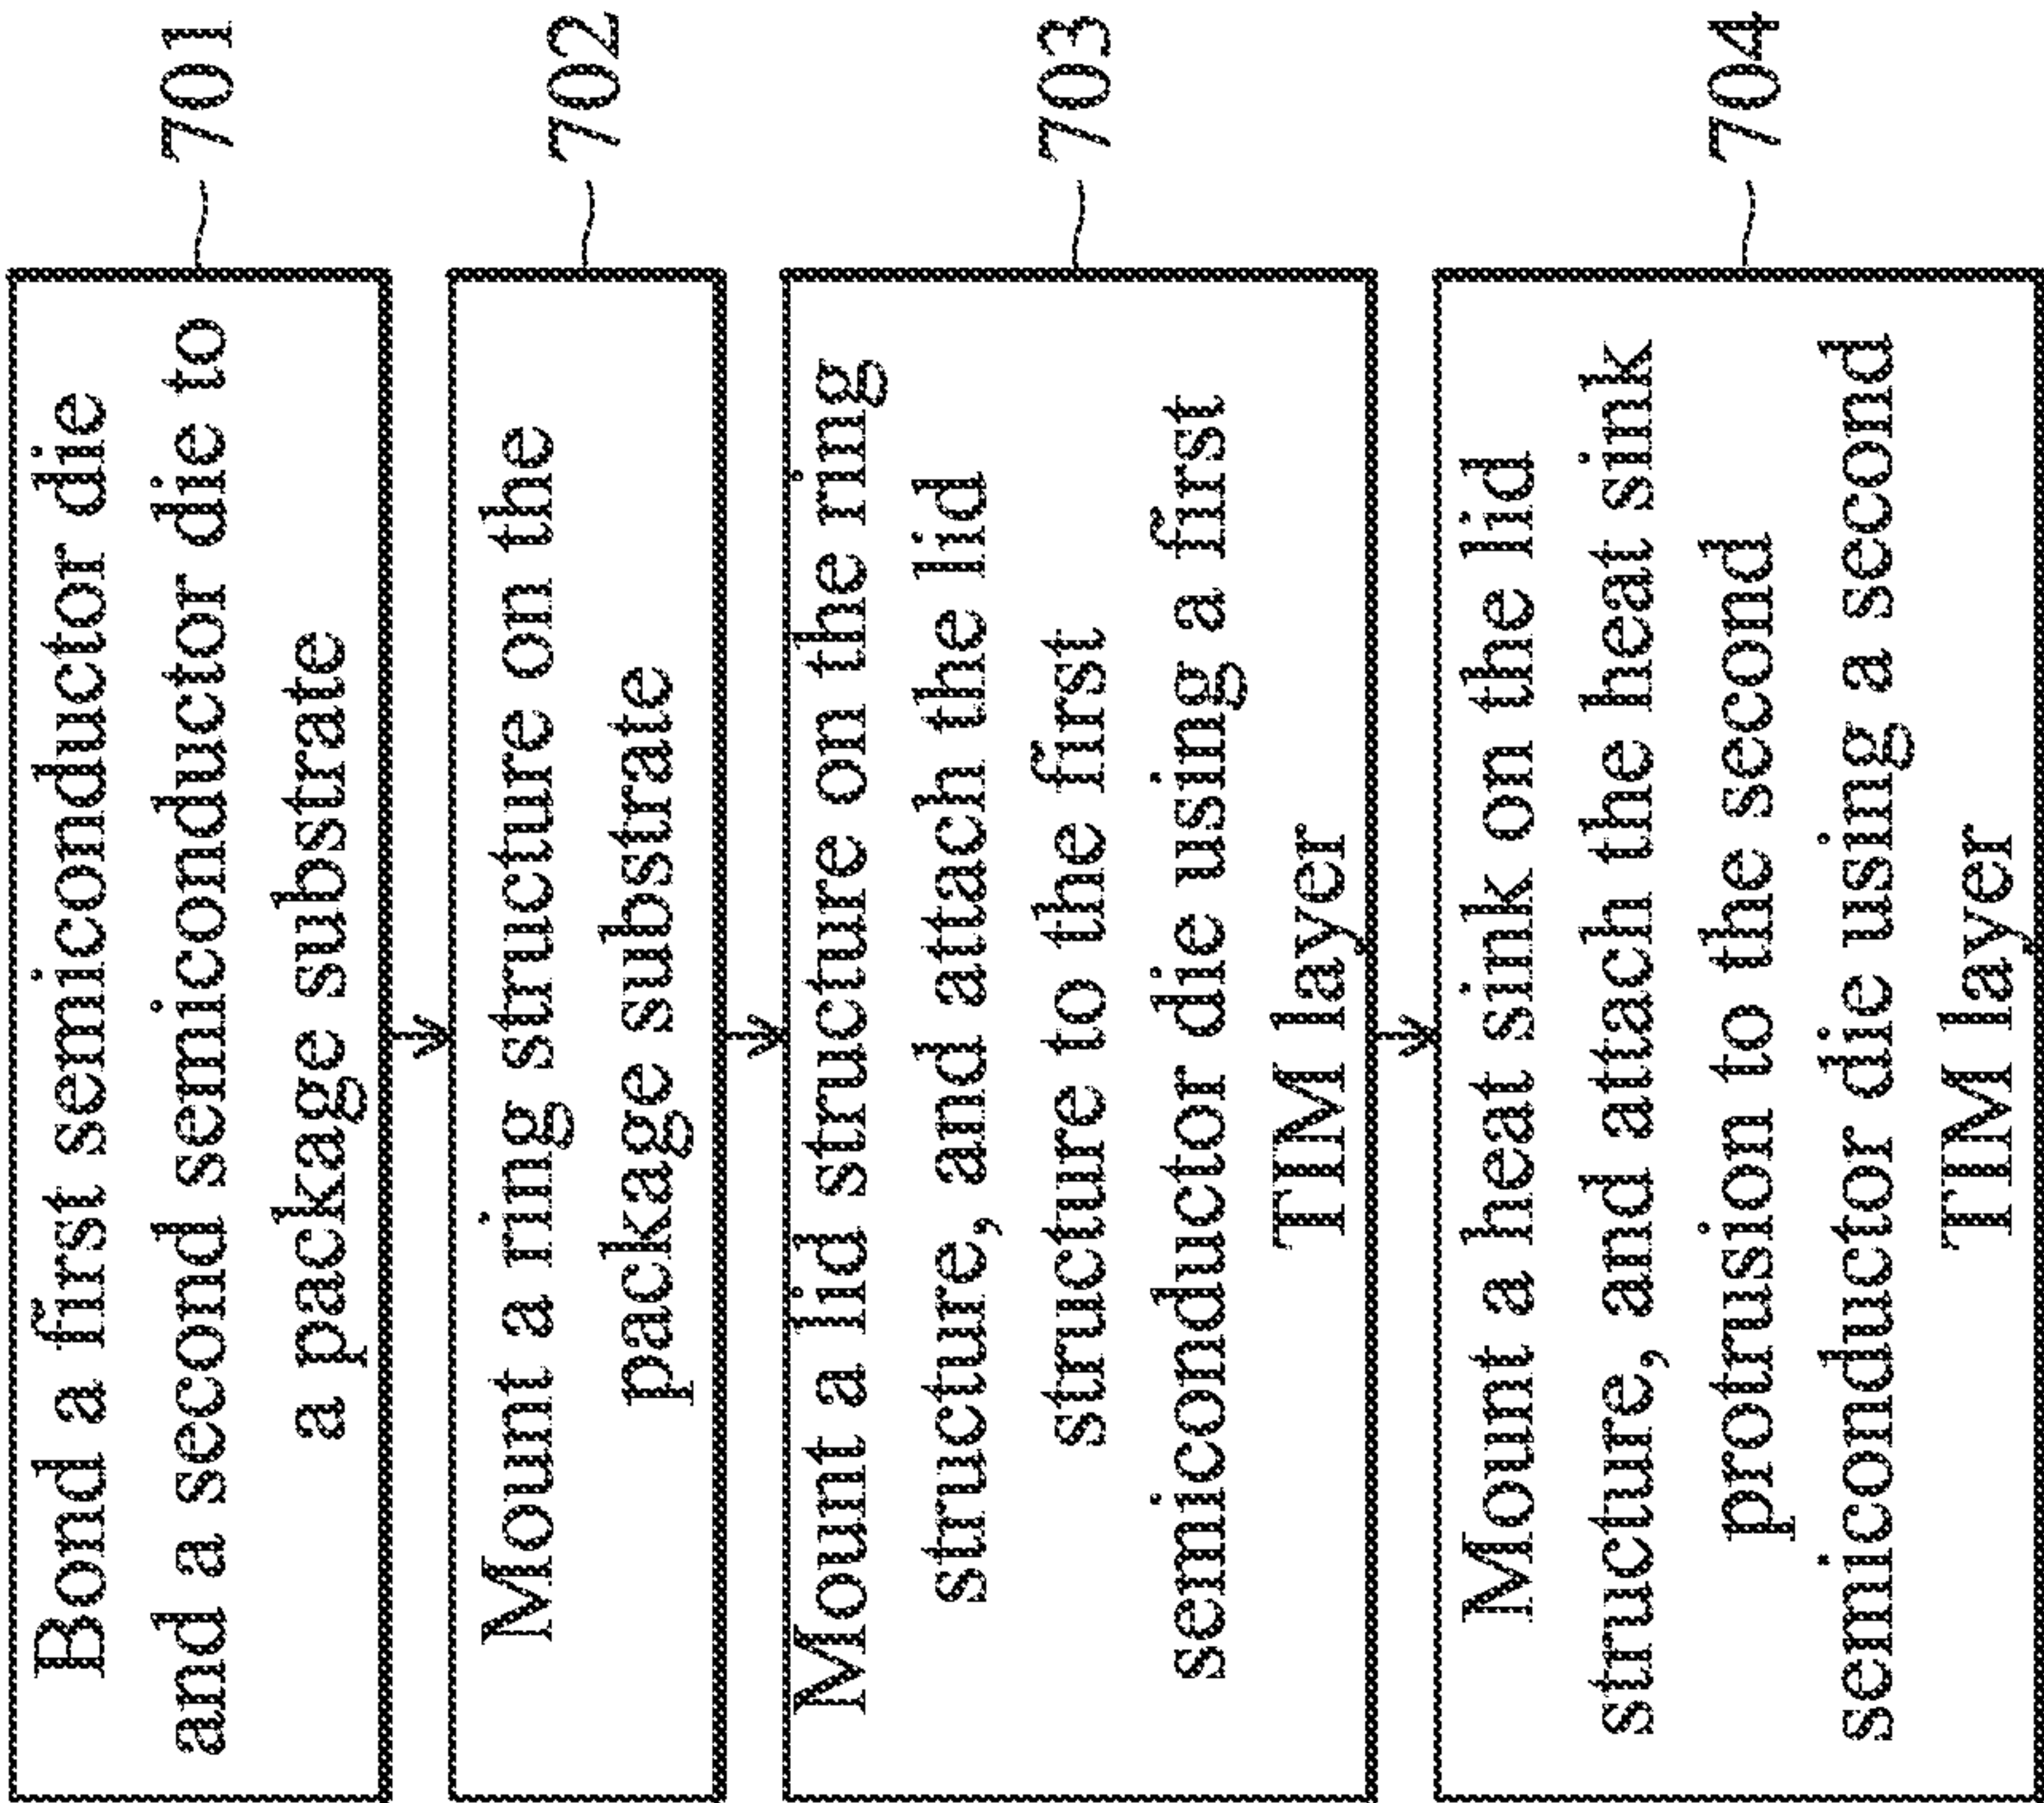 Bond a first semiconductor die
and a second semiconductor die to
a package substrate
701
Mount a ring structure on the
package substrate
702
Mount a lid structure on the ring
structure, and attach the lid
structure to the first
semiconductor die using a first
TIM layer
703
Mount a heat sink on the lid
structure, and attach the heat sink
protrusion to the second
semiconductor die using a second
TIM layer
704